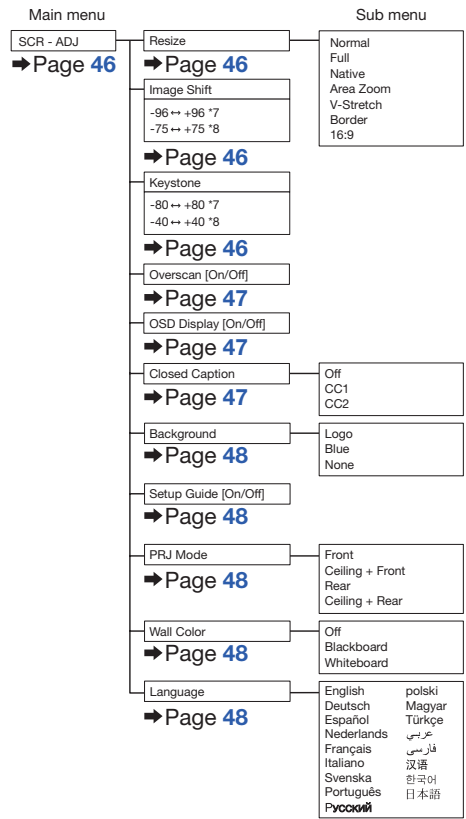 Main menu
Sub menu
SCR - ADJ
➡Page 46
Resize
➡Page 46
Normal
Full
Native
Area Zoom
V-Stretch
Border
16:9
Image Shift
-96↔ +96 *7
-75↔ +75 *8
➡Page 46
Keystone
-80↔ +80 *7
-40↔ +40 *8
➡Page 46
Overscan [On/Off]
➡Page 47
OSD Display [On/Off]
➡Page 47
Closed Caption
➡Page 47
Off
CC1
CC2
Background
➡Page 48
Logo
Blue
None
Setup Guide [On/Off]
➡Page 48
PRJ Mode
➡Page 48
Front
Ceiling + Front
Rear
Ceiling + Rear
Wall Color
➡Page 48
Off
Blackboard
Whiteboard
Language
➡Page 48
English
Deutsch
Español
Nederlands
Français
Italiano
Svenska
Português
Русский
polski
Magyar
Türkçe
عربي
فارسی
汉语
한국어
日本語